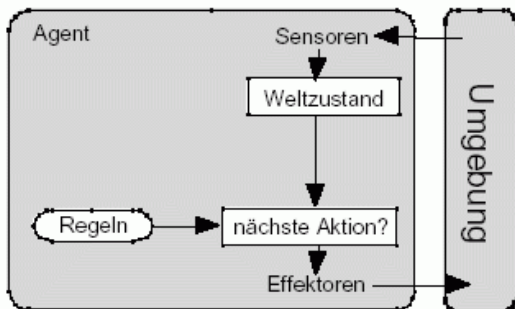 Agent
Sensoren
Weltzustand
Regeln
nächste Aktion?
Effektoren
Umgebung